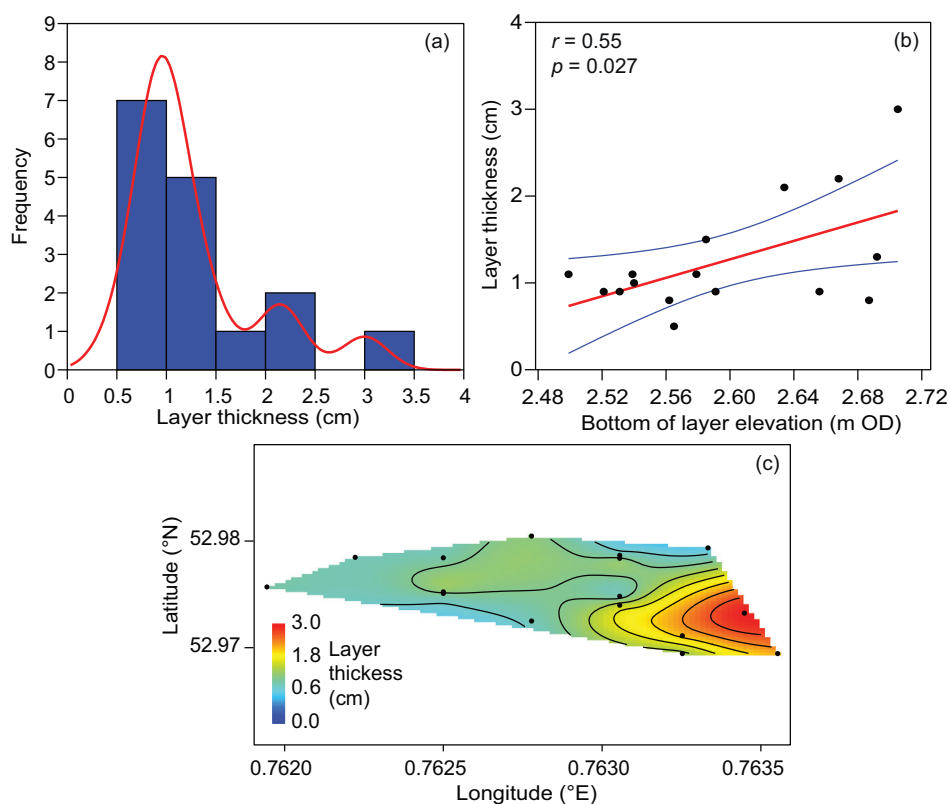 (a)
9
8
7
6
5
4
3
2
1
0
Frequency
0 0.5 1 1.5 2 2.5 3 3.5 4
Layer thickness (cm)
(b)
r = 0.55
p = 0.027
4
3
2
1
0
Layer thickness (cm)
2.48 2.52 2.56 2.60 2.64 2.68 2.72
Bottom of layer elevation (m OD)
(c)
52.98
52.97
Latitude (°N)
3.0
1.8
0.6
0.0
Layer
thickess
(cm)
0.7620 0.7625 0.7630 0.7635
Longitude (°E)